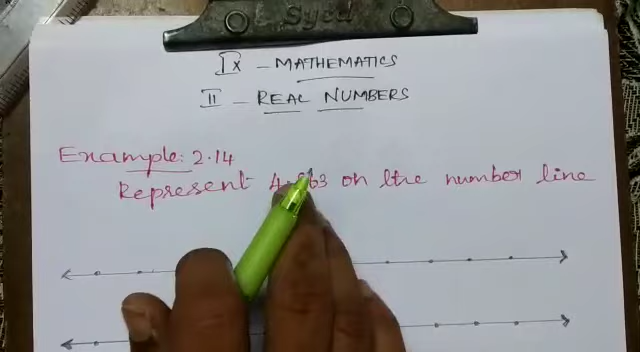 Syed
IX - MATHEMATICS
II - REAL NUMBERS
Example: 2.14
Represent on the number line